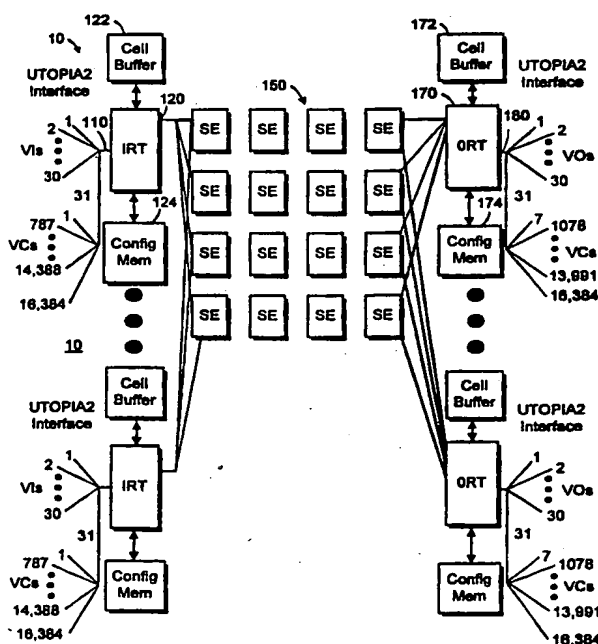 10
122
Cell
Buffer
UTOPIA2
Interface
120
110
1
2
VIs
30
IRT
31
124
Config
Mem
787
1
VCs
14,388
16,384
150
SE SE SE SE
SE SE SE SE
SE SE SE SE
SE SE SE SE
172
Cell
Buffer
UTOPIA2
Interface
170
180
1
2
VOs
30
0RT
31
174
Config
Mem
7
1078
VCs
13,991
16,384
10
Cell
Buffer
UTOPIA2
Interface
1
2
VIs
30
IRT
31
Config
Mem
787
1
VCs
14,388
16,384
Cell
Buffer
UTOPIA2
Interface
1
2
VOs
30
0RT
31
Config
Mem
7
1078
VCs
13,991
16,384